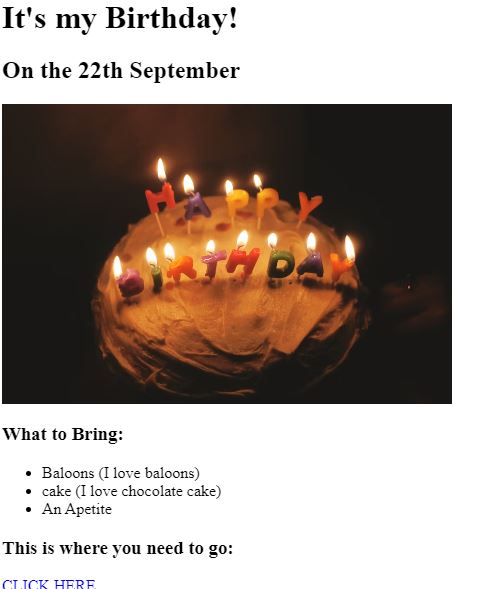 It's my Birthday!
On the 22th September
HAPPY
BIRTHDAY
What to Bring:
Baloons (I love baloons)
cake (I love chocolate cake)
An Apetite
This is where you need to go:
CLICK HERE